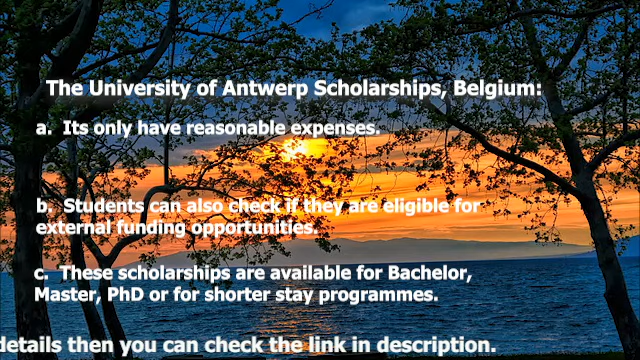 The University of Antwerp Scholarships, Belgium:
a. Its only have reasonable expenses.
b. Students can also check if they are eligible for
external funding opportunities.
c. These scholarships are available for Bachelor,
Master, PhD or for shorter stay programmes.
details then you can check the link in description.